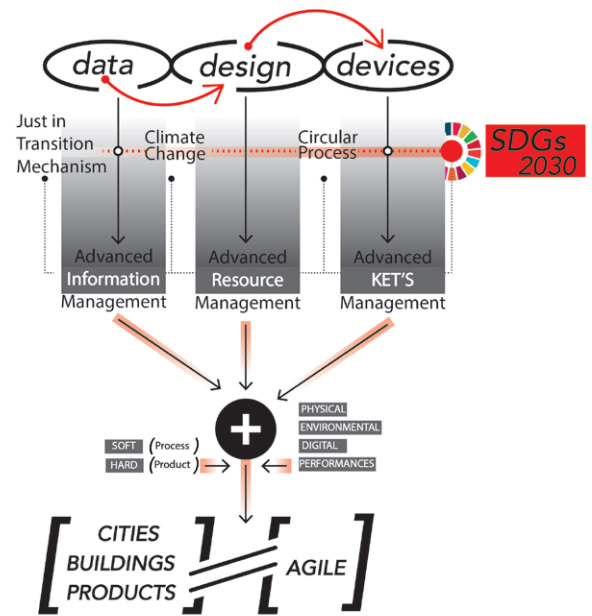 data design devices
Just in
Transition
Mechanism
Climate
Change
Circular
Process
SDGs
2030
Advanced
Information
Management
Advanced
Resource
Management
Advanced
KET'S
Management
+
SOFT (Process)
HARD (Product)
PHYSICAL
ENVIRONMENTAL
DIGITAL
PERFORMANCES
CITIES
BUILDINGS
PRODUCTS
AGILE